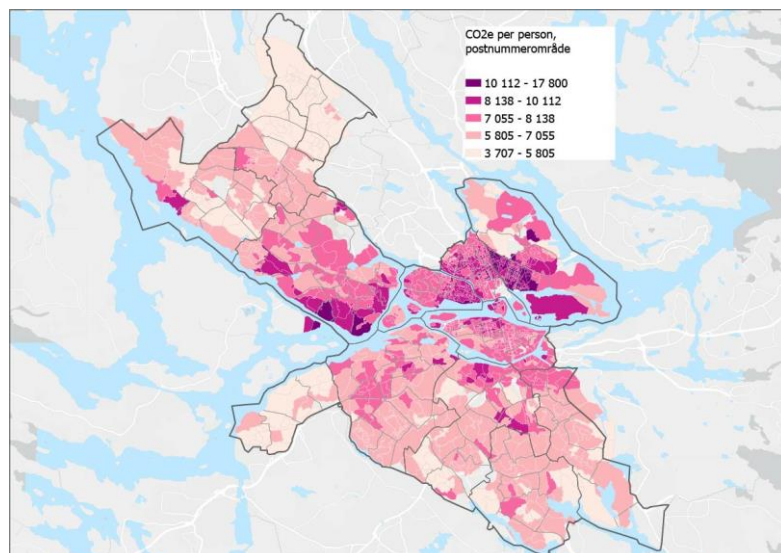 CO2e per person,
postnummerområde
10 112 - 17 800
8 138 - 10 112
7 055 - 8 138
5 805 - 7 055
3 707 - 5 805